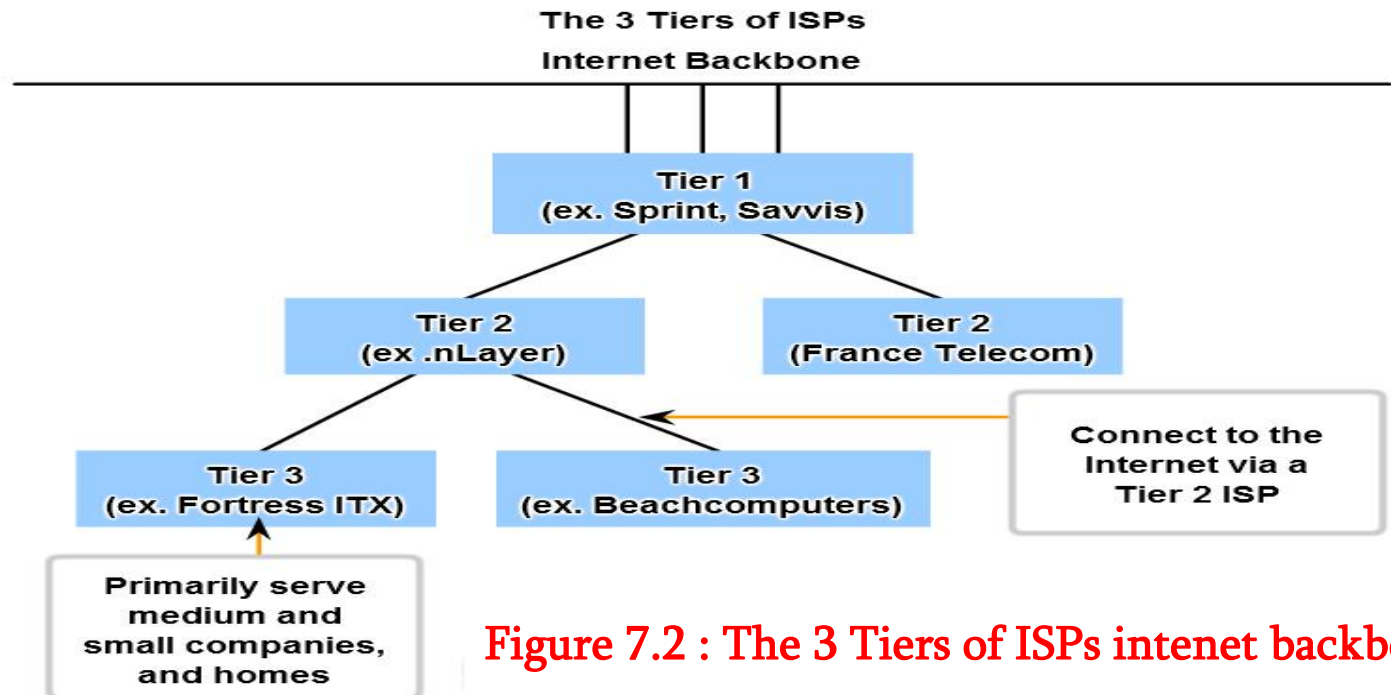 The 3 Tiers of ISPs
Internet Backbone
Tier 1
(ex. Sprint, Savvis)
Tier 2
(ex .nLayer)
Tier 2
(France Telecom)
Connect to the
Internet via a
Tier 2 ISP
Tier 3
(ex. Fortress ITX)
Tier 3
(ex. Beachcomputers)
Primarily serve
medium and
small companies,
and homes
Figure 7.2 : The 3 Tiers of ISPs intenet